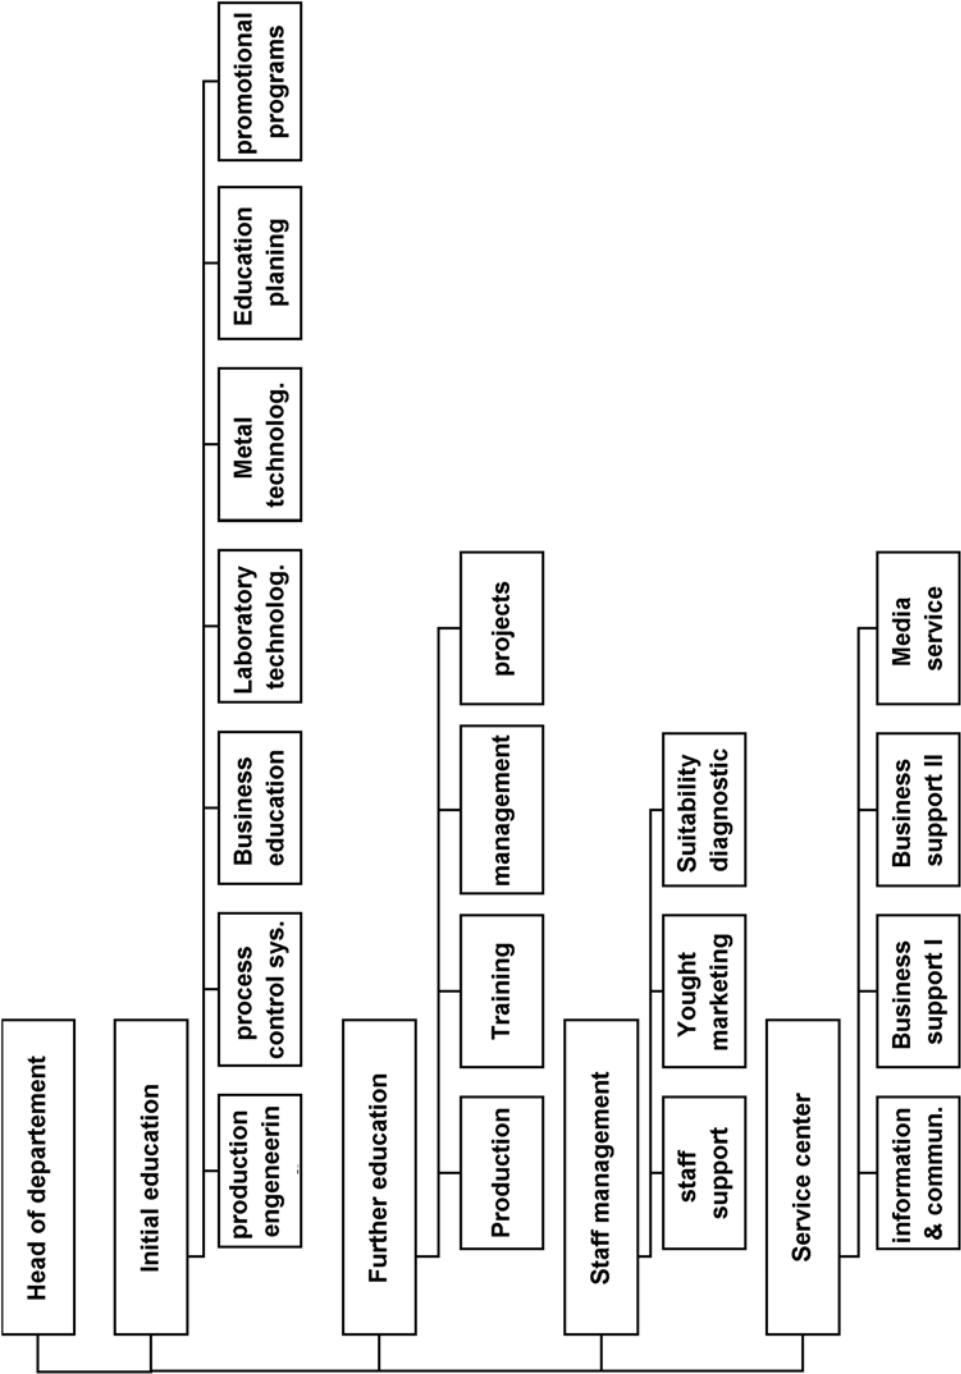 Head of departement
Initial education
production
engeneerin
process
control sys.
Business
education
Laboratory
technolog.
Metal
technolog.
Education
planing
promotional
programs
Further education
Production
Training
management
projects
Staff management
staff
support
Yought
marketing
Suitability
diagnostic
Service center
information
& commun.
Business
support I
Business
support II
Media
service